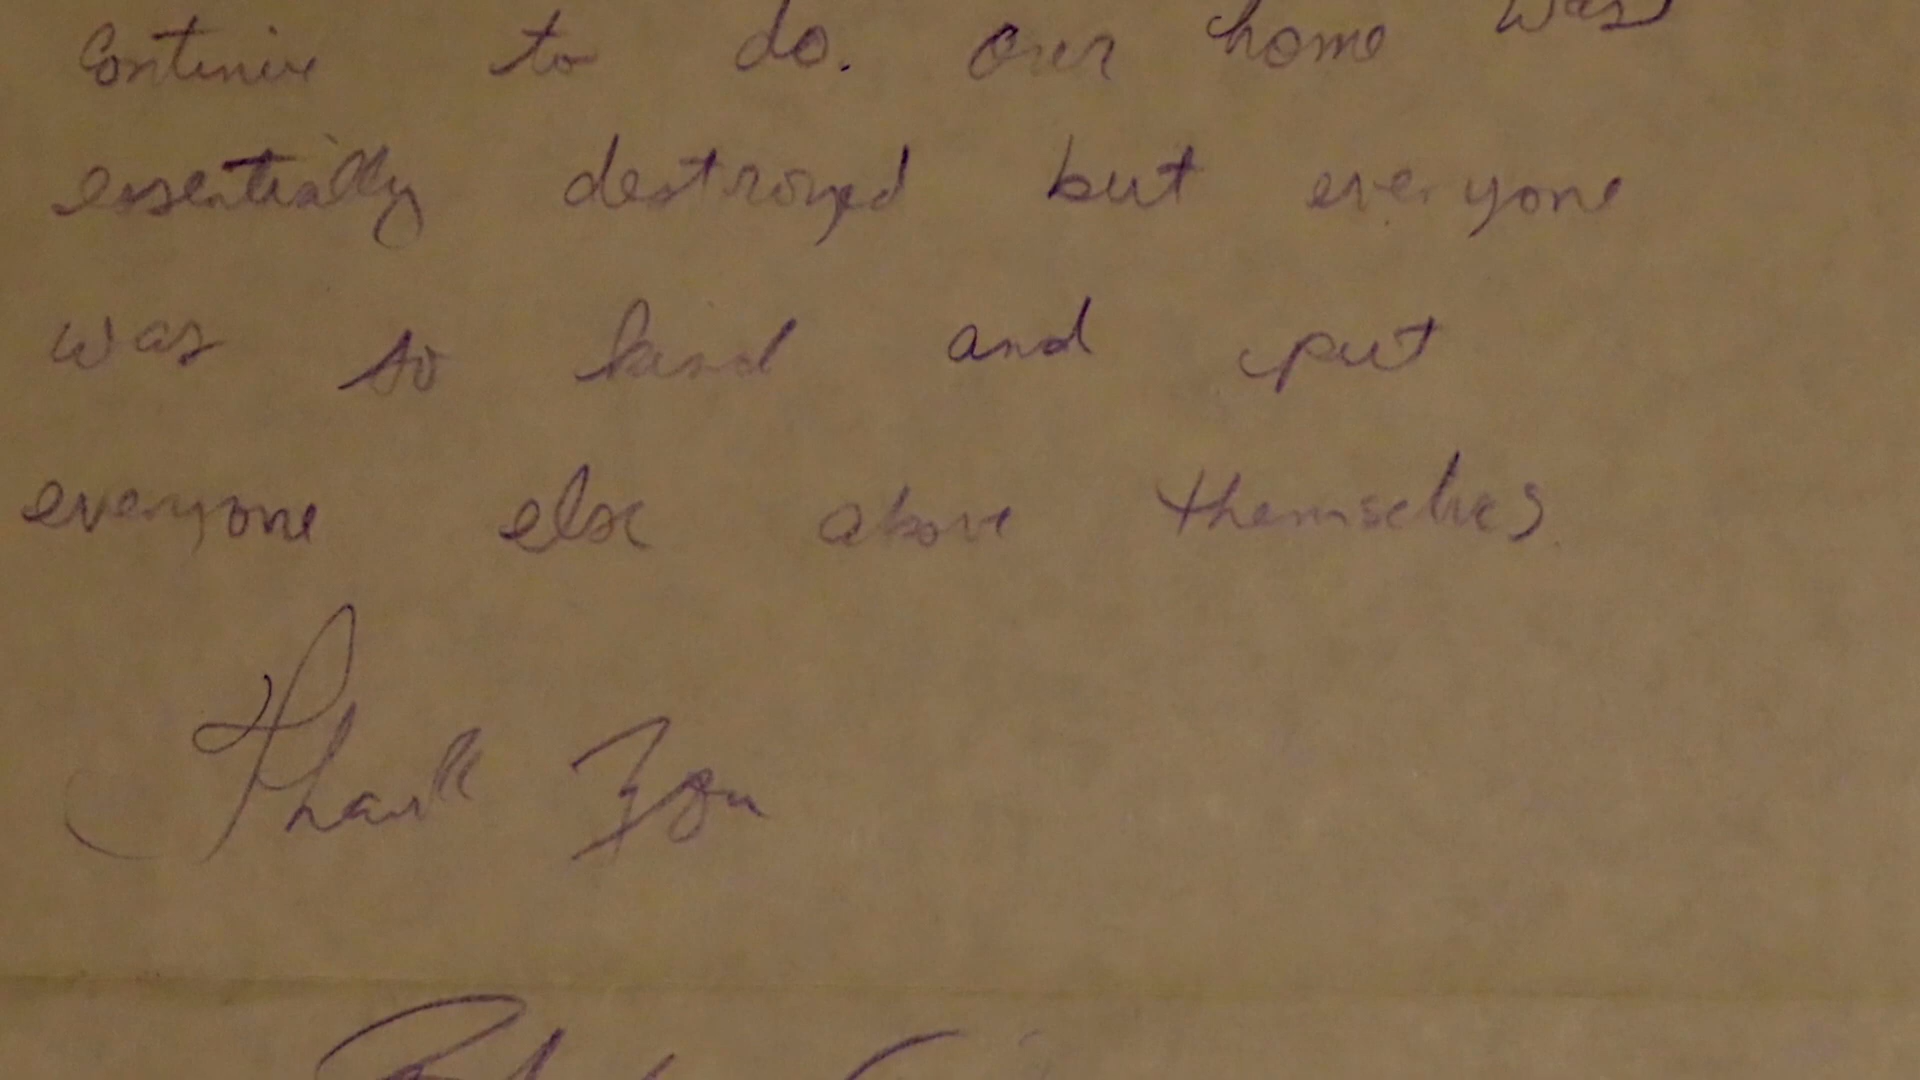 Continue to do. Our home was
essentially destroyed but everyone
was so kind and put
everyone else above themselves.
Thank You